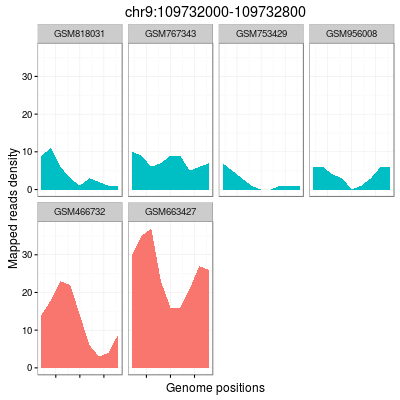 chr9:109732000-109732800
GSM818031 GSM767343 GSM753429 GSM956008
30
20
10
0
GSM466732 GSM663427
30
20
10
0
Mapped reads density
Genome positions